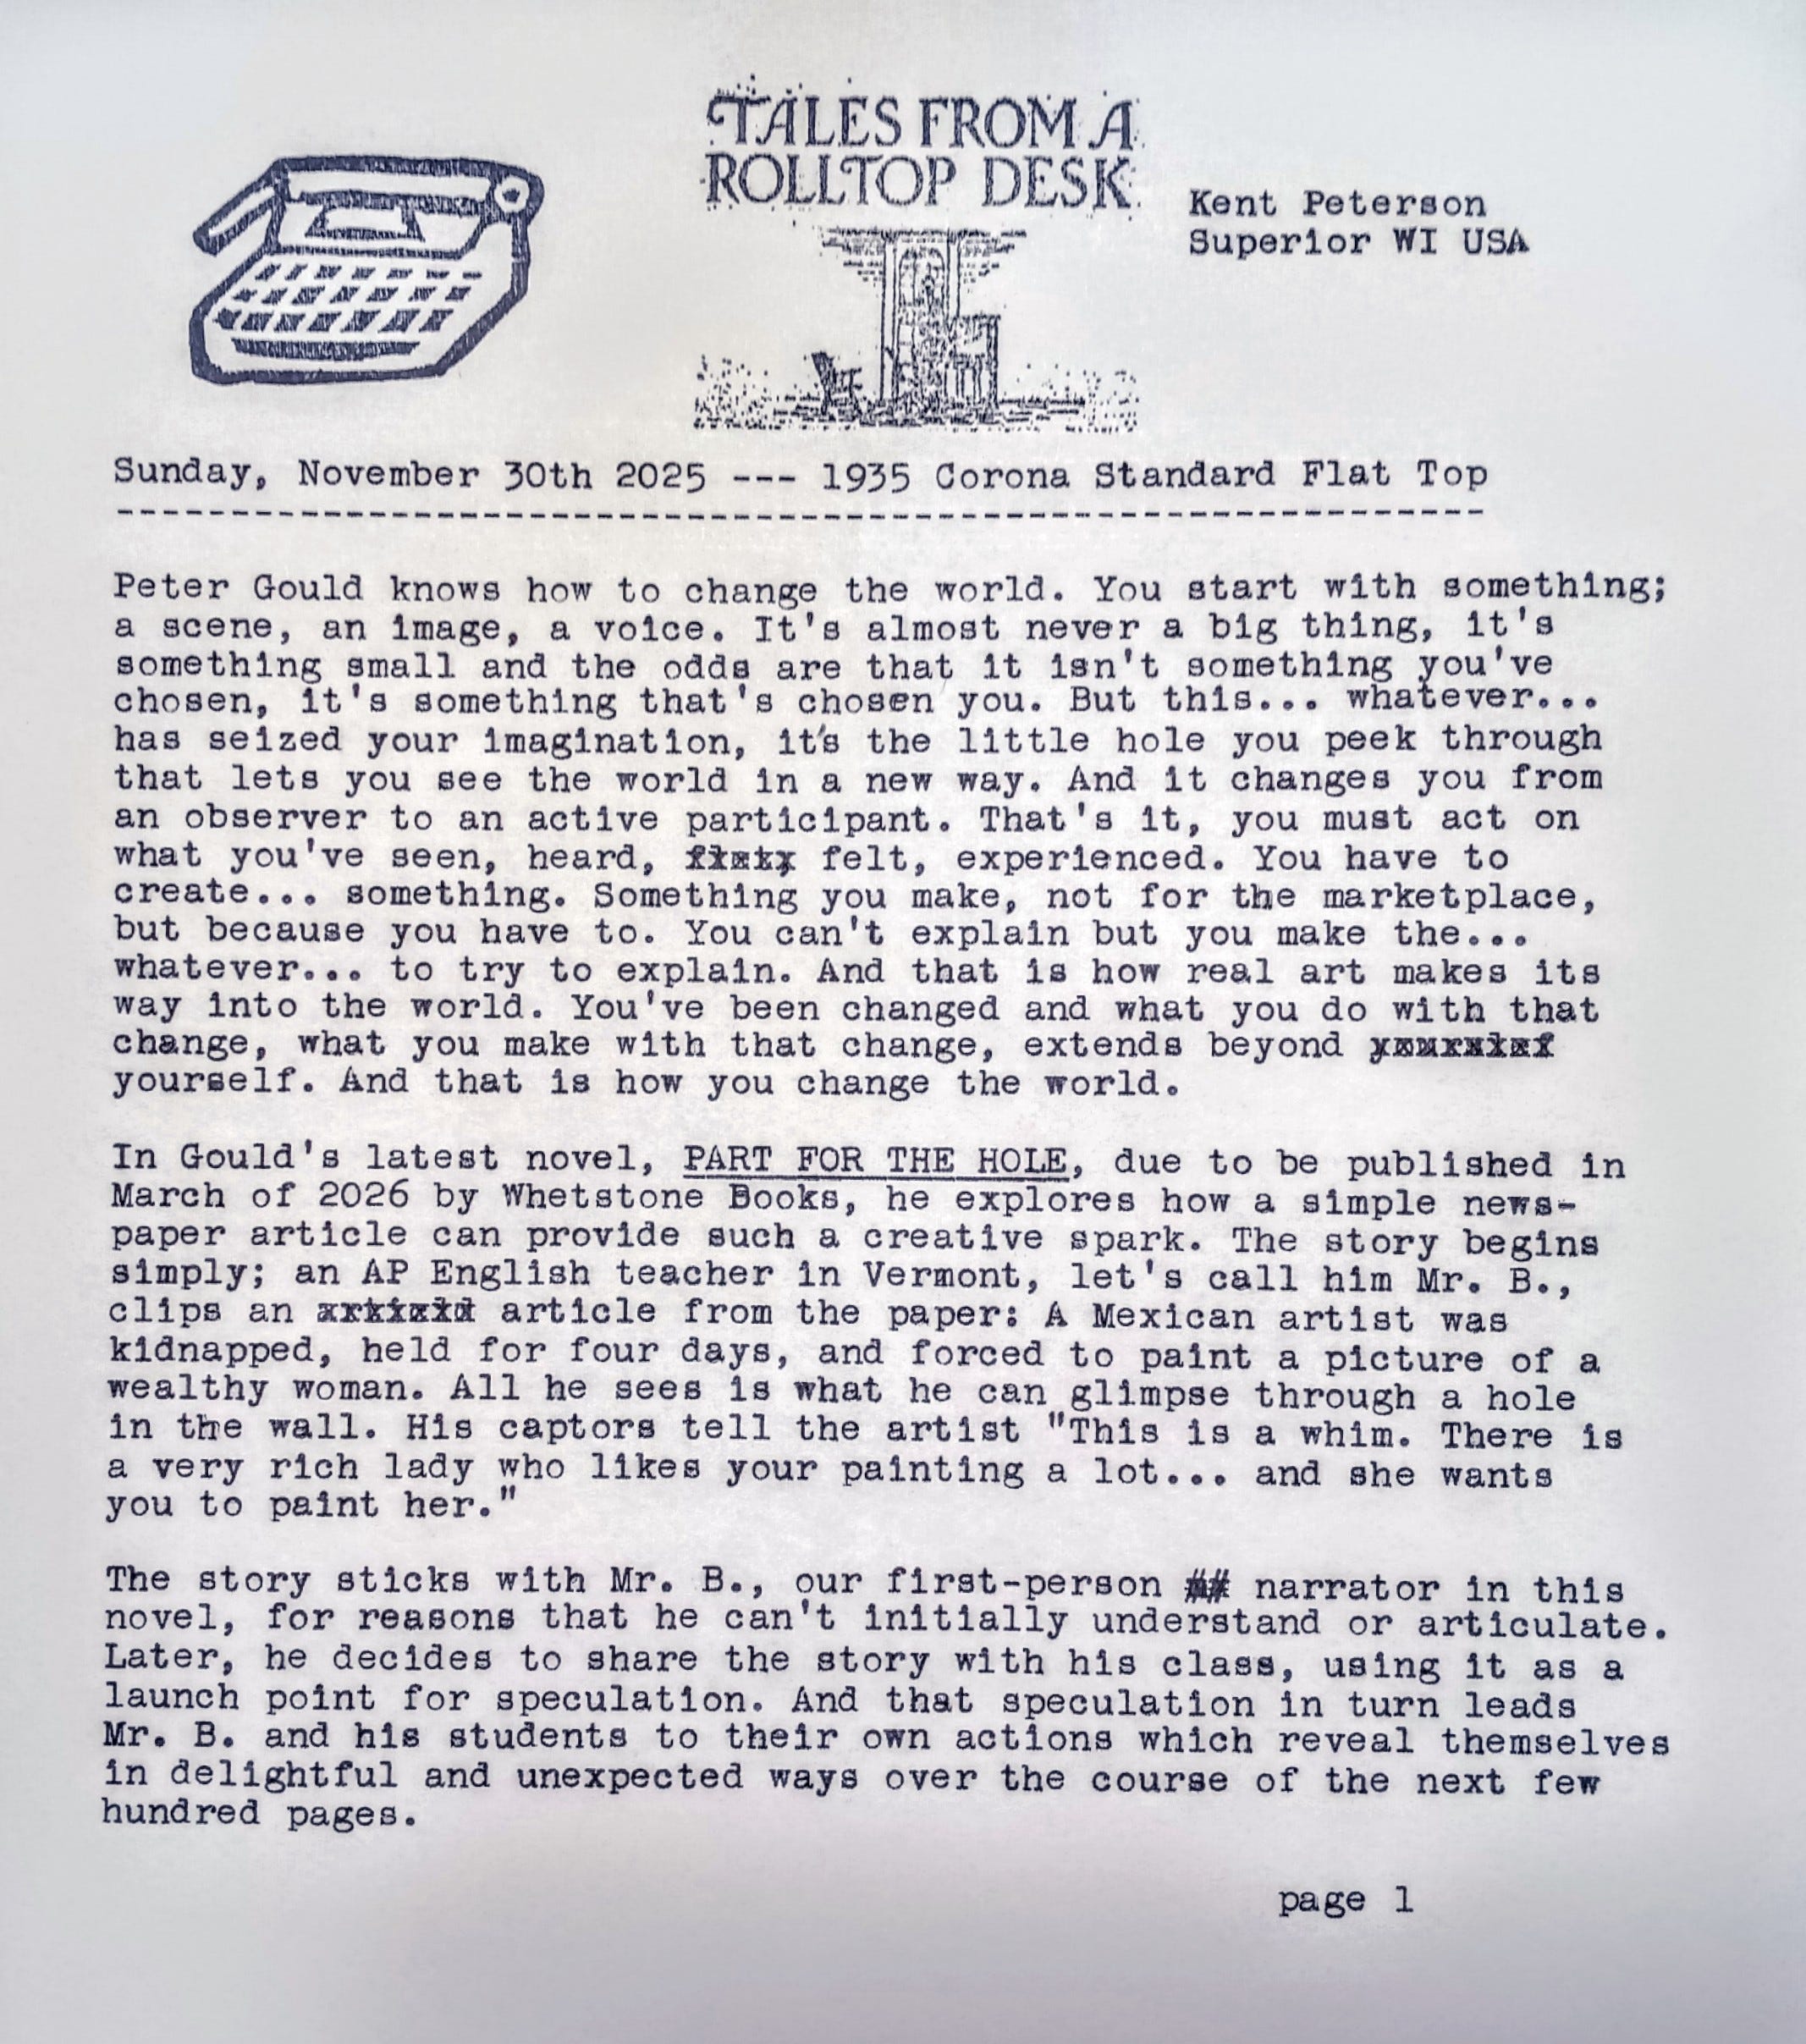 TALES FROM A
ROLLTOP DESK
Kent Peterson
Superior WI USA
Sunday, November 30th 2025 --- 1935 Corona Standard Flat Top
------------------------------------------------------------
Peter Gould knows how to change the world. You start with something;
a scene, an image, a voice. It's almost never a big thing, it's
something small and the odds are that it isn't something you've
chosen, it's something that's chosen you. But this... whatever...
has seized your imagination, it's the little hole you peek through
that lets you see the world in a new way. And it changes you from
an observer to an active participant. That's it, you must act on
what you've seen, heard, felt, experienced. You have to
create... something. Something you make, not for the marketplace,
but because you have to. You can't explain but you make the...
whatever... to try to explain. And that is how real art makes its
way into the world. You've been changed and what you do with that
change, what you make with that change, extends beyond
yourself. And that is how you change the world.
In Gould's latest novel, PART FOR THE HOLE, due to be published in
March of 2026 by Whetstone Books, he explores how a simple news-
paper article can provide such a creative spark. The story begins
simply; an AP English teacher in Vermont, let's call him Mr. B.,
clips an article from the paper: A Mexican artist was
kidnapped, held for four days, and forced to paint a picture of a
wealthy woman. All he sees is what he can glimpse through a hole
in the wall. His captors tell the artist "This is a whim. There is
a very rich lady who likes your painting a lot... and she wants
you to paint her."
The story sticks with Mr. B., our first-person ## narrator in this
novel, for reasons that he can't initially understand or articulate.
Later, he decides to share the story with his class, using it as a
launch point for speculation. And that speculation in turn leads
Mr. B. and his students to their own actions which reveal themselves
in delightful and unexpected ways over the course of the next few
hundred pages.
page 1